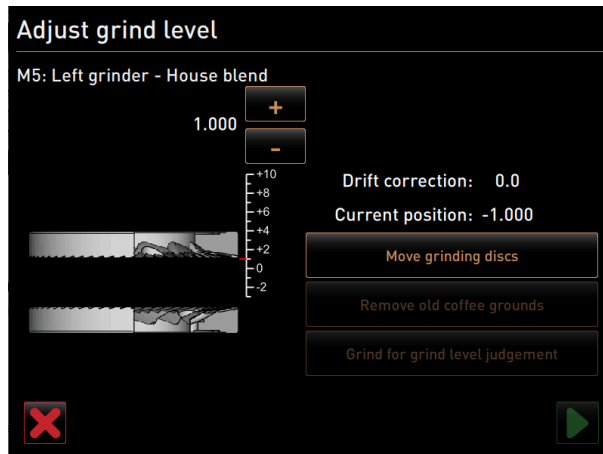 Adjust grind level
M5: Left grinder - House blend
+
1.000
-
+10
+8
+6
+4
+2
0
-2
Drift correction: 0.0
Current position: -1.000
Move grinding discs
Remove old coffee grounds
Grind for grind level judgement